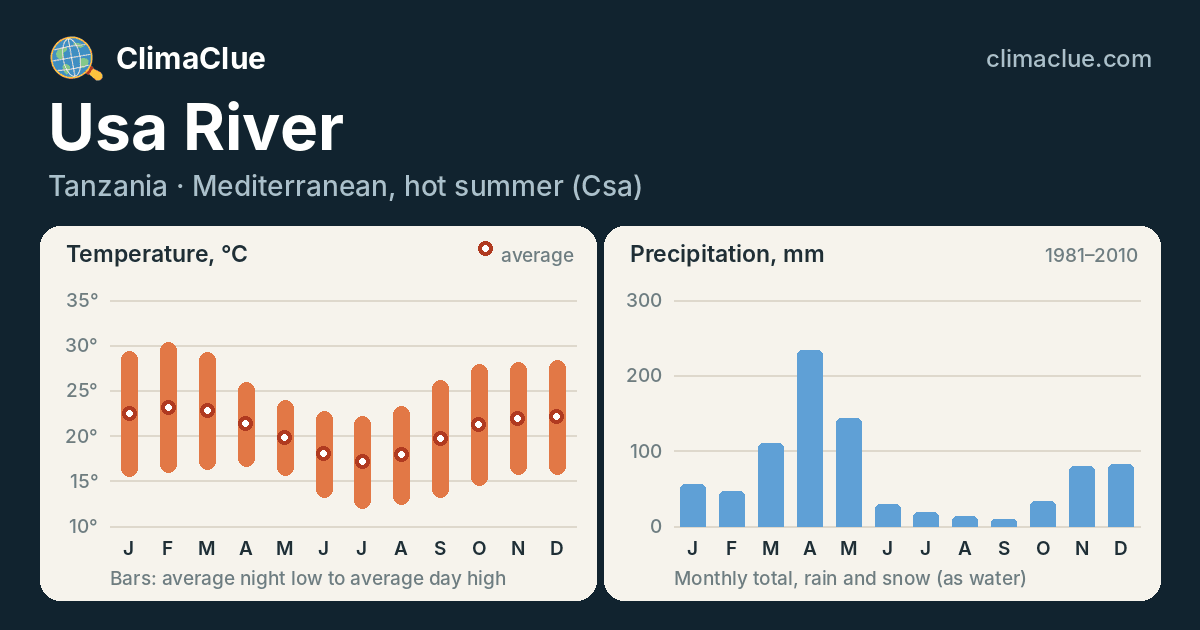 ClimaClue
climaclue.com
Usa River
Tanzania · Mediterranean, hot summer (Csa)
Temperature, °C
average
35°
30°
25°
20°
15°
10°
J F M A M J J A S O N D
Bars: average night low to average day high
Precipitation, mm
1981–2010
300
200
100
0
J F M A M J J A S O N D
Monthly total, rain and snow (as water)